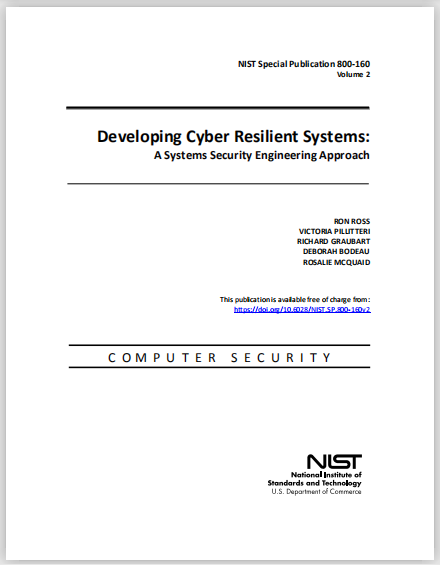 NIST Special Publication 800-160
Volume 2
Developing Cyber Resilient Systems:
A Systems Security Engineering Approach
RON ROSS
VICTORIA PILLITTERI
RICHARD GRAUBART
DEBORAH BODEAU
ROSALIE MCQUAID
This publication is available free of charge from:
https://doi.org/10.6028/NIST.SP.800-160v2
COMPUTER SECURITY
NIST
National Institute of
Standards and Technology
U.S. Department of Commerce